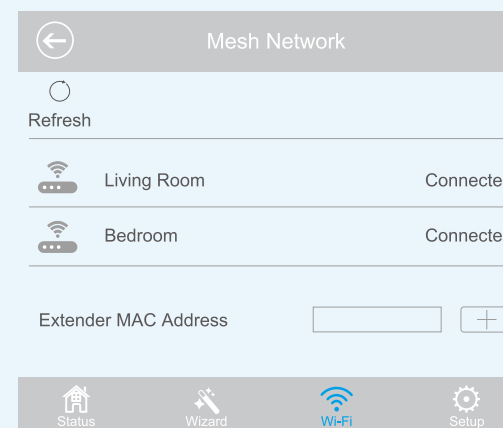 Mesh Network
Refresh
Living Room Connecte
Bedroom Connecte
Extender MAC Address
Status Wizard Wi-Fi Setup